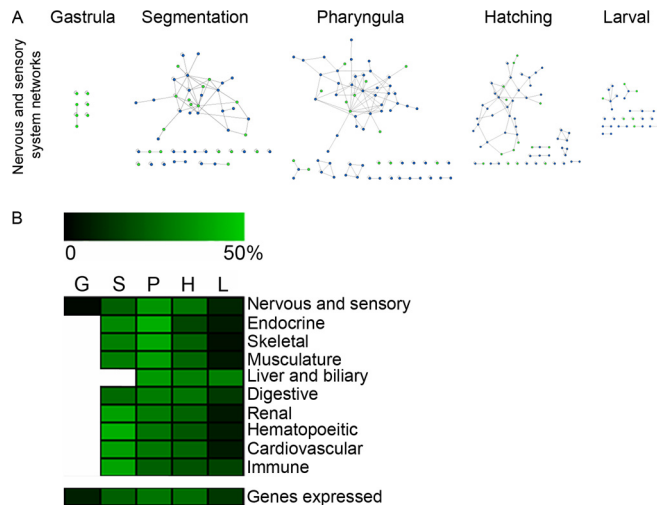 A
Gastrula
Segmentation
Pharyngula
Hatching
Larval
Nervous and sensory
system networks
B
0
50%
G S P H L
Nervous and sensory
Endocrine
Skeletal
Musculature
Liver and biliary
Digestive
Renal
Hematopoeitic
Cardiovascular
Immune
Genes expressed